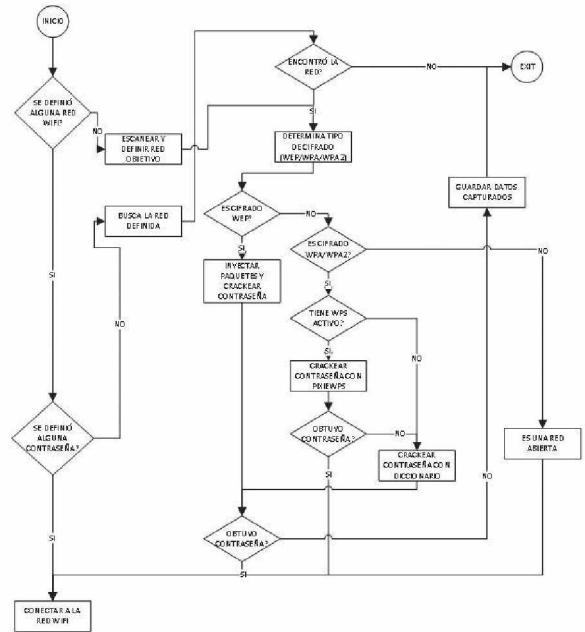 INICIO
ENCONTRÓ LA
RED?
NO
EXIT
SE DEFINIÓ
ALGUNA RED
WIFI?
NO
ESCANEAR Y
DEFINIR RED
OBJETIVO
SI
DETERMINA TIPO
DE CIFRADO
(WEP/WPA/WPA2)
GUARDAR DATOS
CAPTURADOS
BUSCA LA RED
DEFINIDA
ES CIFRADO
WEP?
NO
ES CIFRADO
WPA/WPA2?
NO
SI
INYECTAR
PAQUETES Y
CRACKEAR
CONTRASEÑA
SI
SI
NO
TIENE WPS
ACTIVO?
NO
SI
CRACKEAR
CONTRASEÑA CON
PIXIEWPS
SE DEFINIÓ
ALGUNA
CONTRASEÑA?
OBTUVO
CONTRASEÑA?
NO
CRACKEAR
CONTRASEÑA CON
DICCIONARIO
ES UNA RED
ABIERTA
SI
NO
SI
OBTUVO
CONTRASEÑA?
SI
CONECTAR A LA
RED WIFI